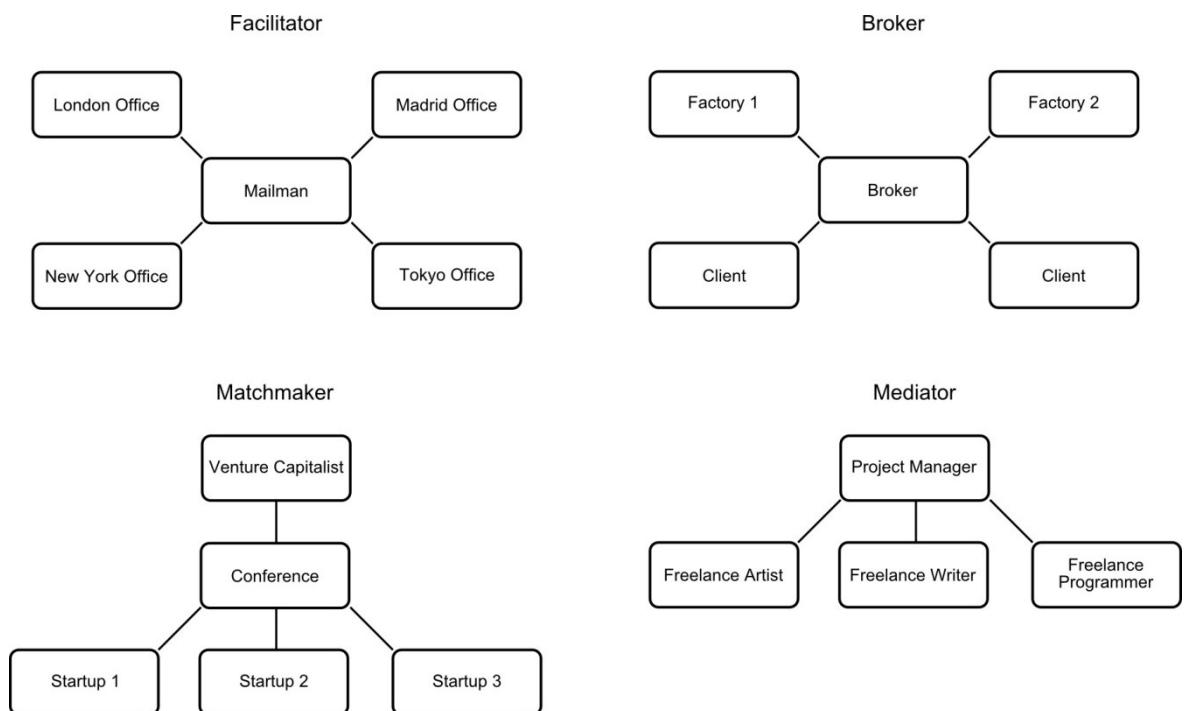 Facilitator
London Office
Madrid Office
Mailman
New York Office
Tokyo Office
Broker
Factory 1
Factory 2
Broker
Client
Client
Matchmaker
Venture Capitalist
Conference
Startup 1
Startup 2
Startup 3
Mediator
Project Manager
Freelance Artist
Freelance Writer
Freelance
Programmer